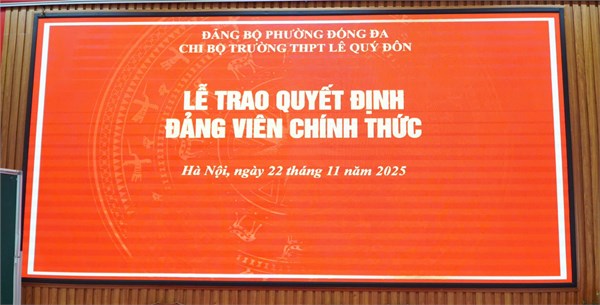 ĐẢNG BỘ PHƯỜNG ĐỐNG ĐA
CHI BỘ TRƯỜNG THPT LÊ QUÝ ĐÔN
LỄ TRAO QUYẾT ĐỊNH
ĐẢNG VIÊN CHÍNH THỨC
Hà Nội, ngày 22 tháng 11 năm 2025